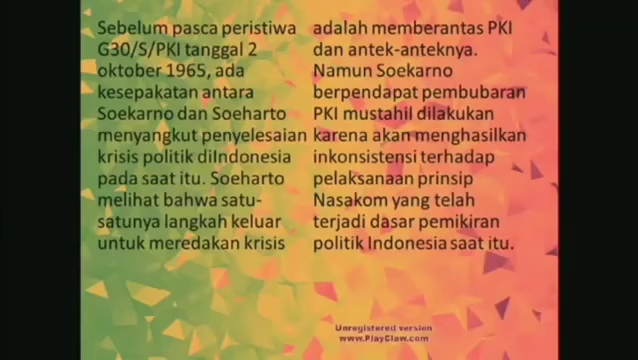 Sebelum pasca peristiwa
G30/S/PKI tanggal 2
oktober 1965, ada
kesepakatan antara
Soekarno dan Soeharto
menyangkut penyelesaian
krisis politik diIndonesia
pada saat itu. Soeharto
melihat bahwa satu-
satunya langkah keluar
untuk meredakan krisis
adalah memberantas PKI
dan antek-anteknya.
Namun Soekarno
berpendapat pembubaran
PKI mustahil dilakukan
karena akan menghasilkan
inkonsistensi terhadap
pelaksanaan prinsip
Nasakom yang telah
terjadi dasar pemikiran
politik Indonesia saat itu.
Unregistered version
www.PlayClaw.com